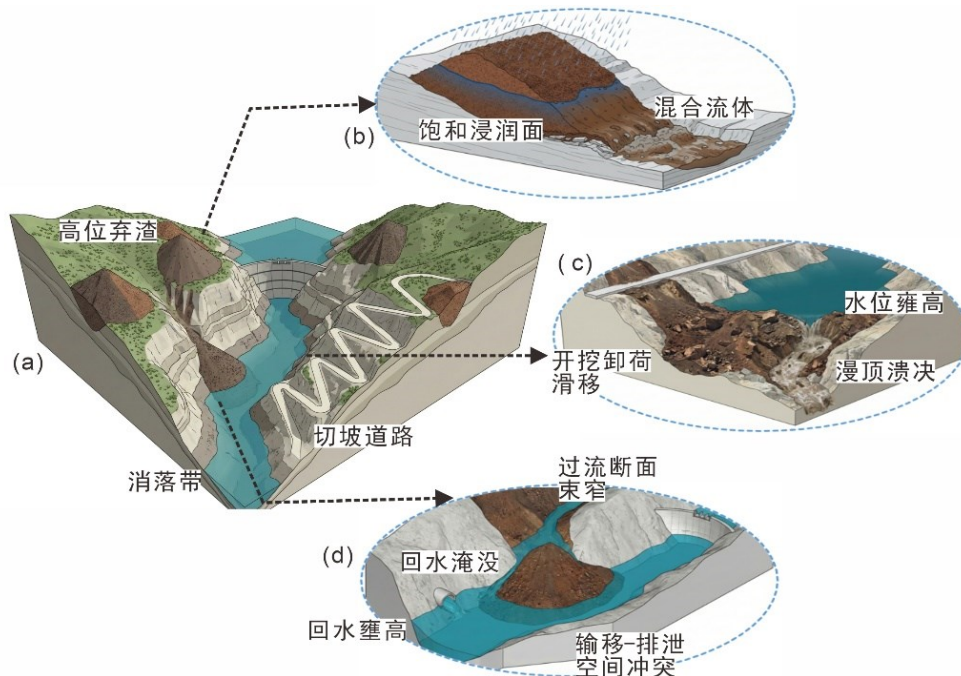 混合流体
饱和浸润面
(b)
高位弃渣
(c)
水位雍高
(a)
开挖卸荷
滑移
漫顶溃决
切坡道路
消落带
过流断面
束窄
(d)
回水淹没
回水壅高
输移-排泄
空间冲突